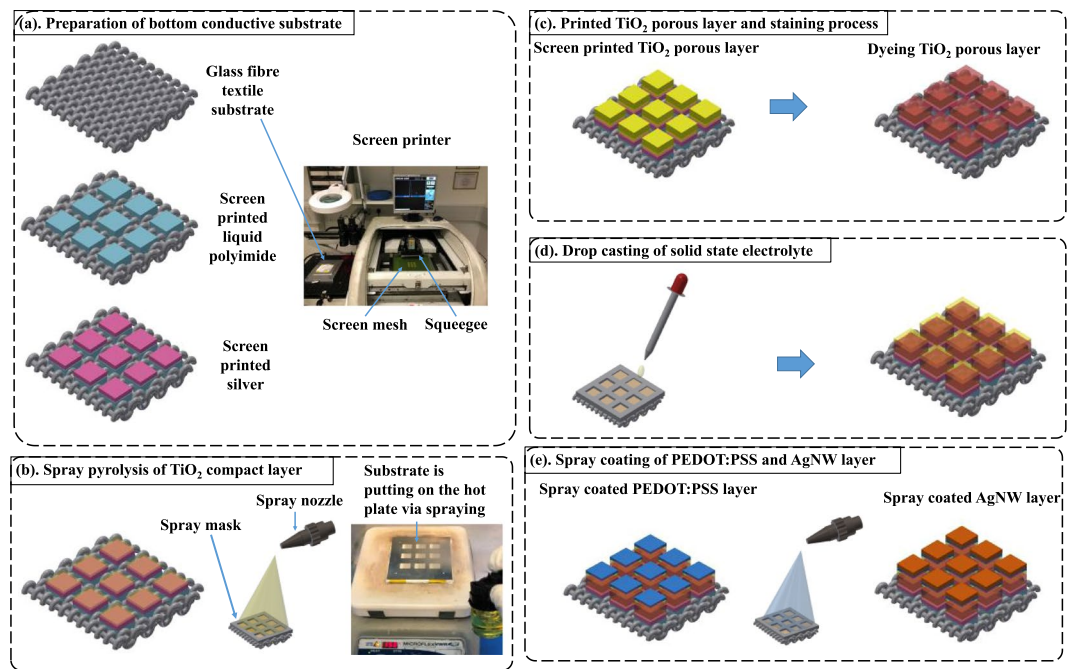 (a). Preparation of bottom conductive substrate
Glass fibre
textile
substrate
Screen printer
Screen
printed
liquid
polyimide
Screen mesh
Squeegee
Screen
printed
silver
(b). Spray pyrolysis of TiO₂ compact layer
Spray nozzle
Spray mask
Substrate is
putting on the hot
plate via spraying
(c). Printed TiO₂ porous layer and staining process
Screen printed TiO₂ porous layer
Dyeing TiO₂ porous layer
(d). Drop casting of solid state electrolyte
(e). Spray coating of PEDOT:PSS and AgNW layer
Spray coated PEDOT:PSS layer
Spray coated AgNW layer